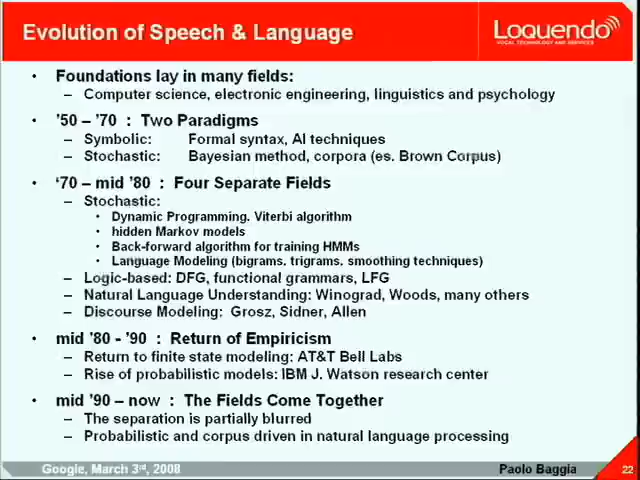 Evolution of Speech & Language
Loquendo
VOCAL TECHNOLOGY AND SERVICES
• Foundations lay in many fields:
– Computer science, electronic engineering, linguistics and psychology
• '50 – '70 : Two Paradigms
– Symbolic: Formal syntax, AI techniques
– Stochastic: Bayesian method, corpora (es. Brown Corpus)
• '70 – mid '80 : Four Separate Fields
– Stochastic:
• Dynamic Programming. Viterbi algorithm
• hidden Markov models
• Back-forward algorithm for training HMMs
• Language Modeling (bigrams, trigrams, smoothing techniques)
– Logic-based: DFG, functional grammars, LFG
– Natural Language Understanding: Winograd, Woods, many others
– Discourse Modeling: Grosz, Sidner, Allen
• mid '80 - '90 : Return of Empiricism
– Return to finite state modeling: AT&T Bell Labs
– Rise of probabilistic models: IBM J. Watson research center
• mid '90 – now : The Fields Come Together
– The separation is partially blurred
– Probabilistic and corpus driven in natural language processing
Google, March 3rd, 2008 Paolo Baggia 22